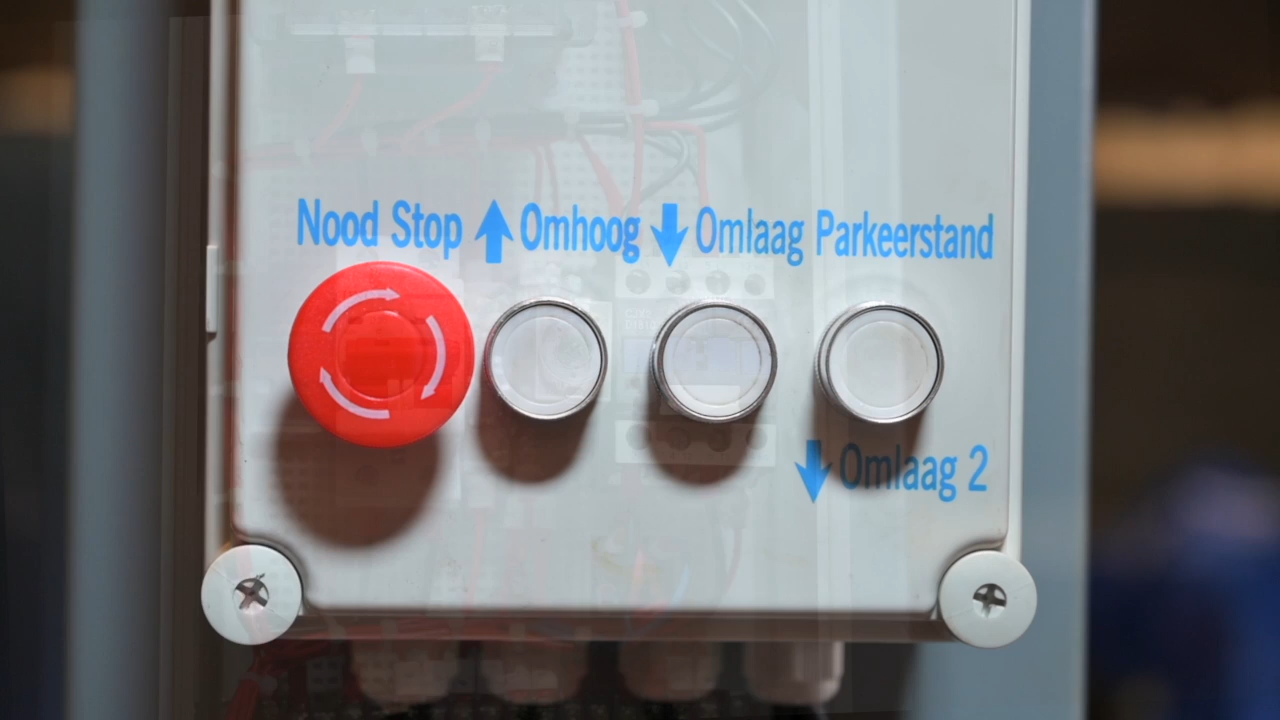 Nood Stop ↑ Omhoog ↓ Omlaag Parkeerstand
↓ Omlaag 2